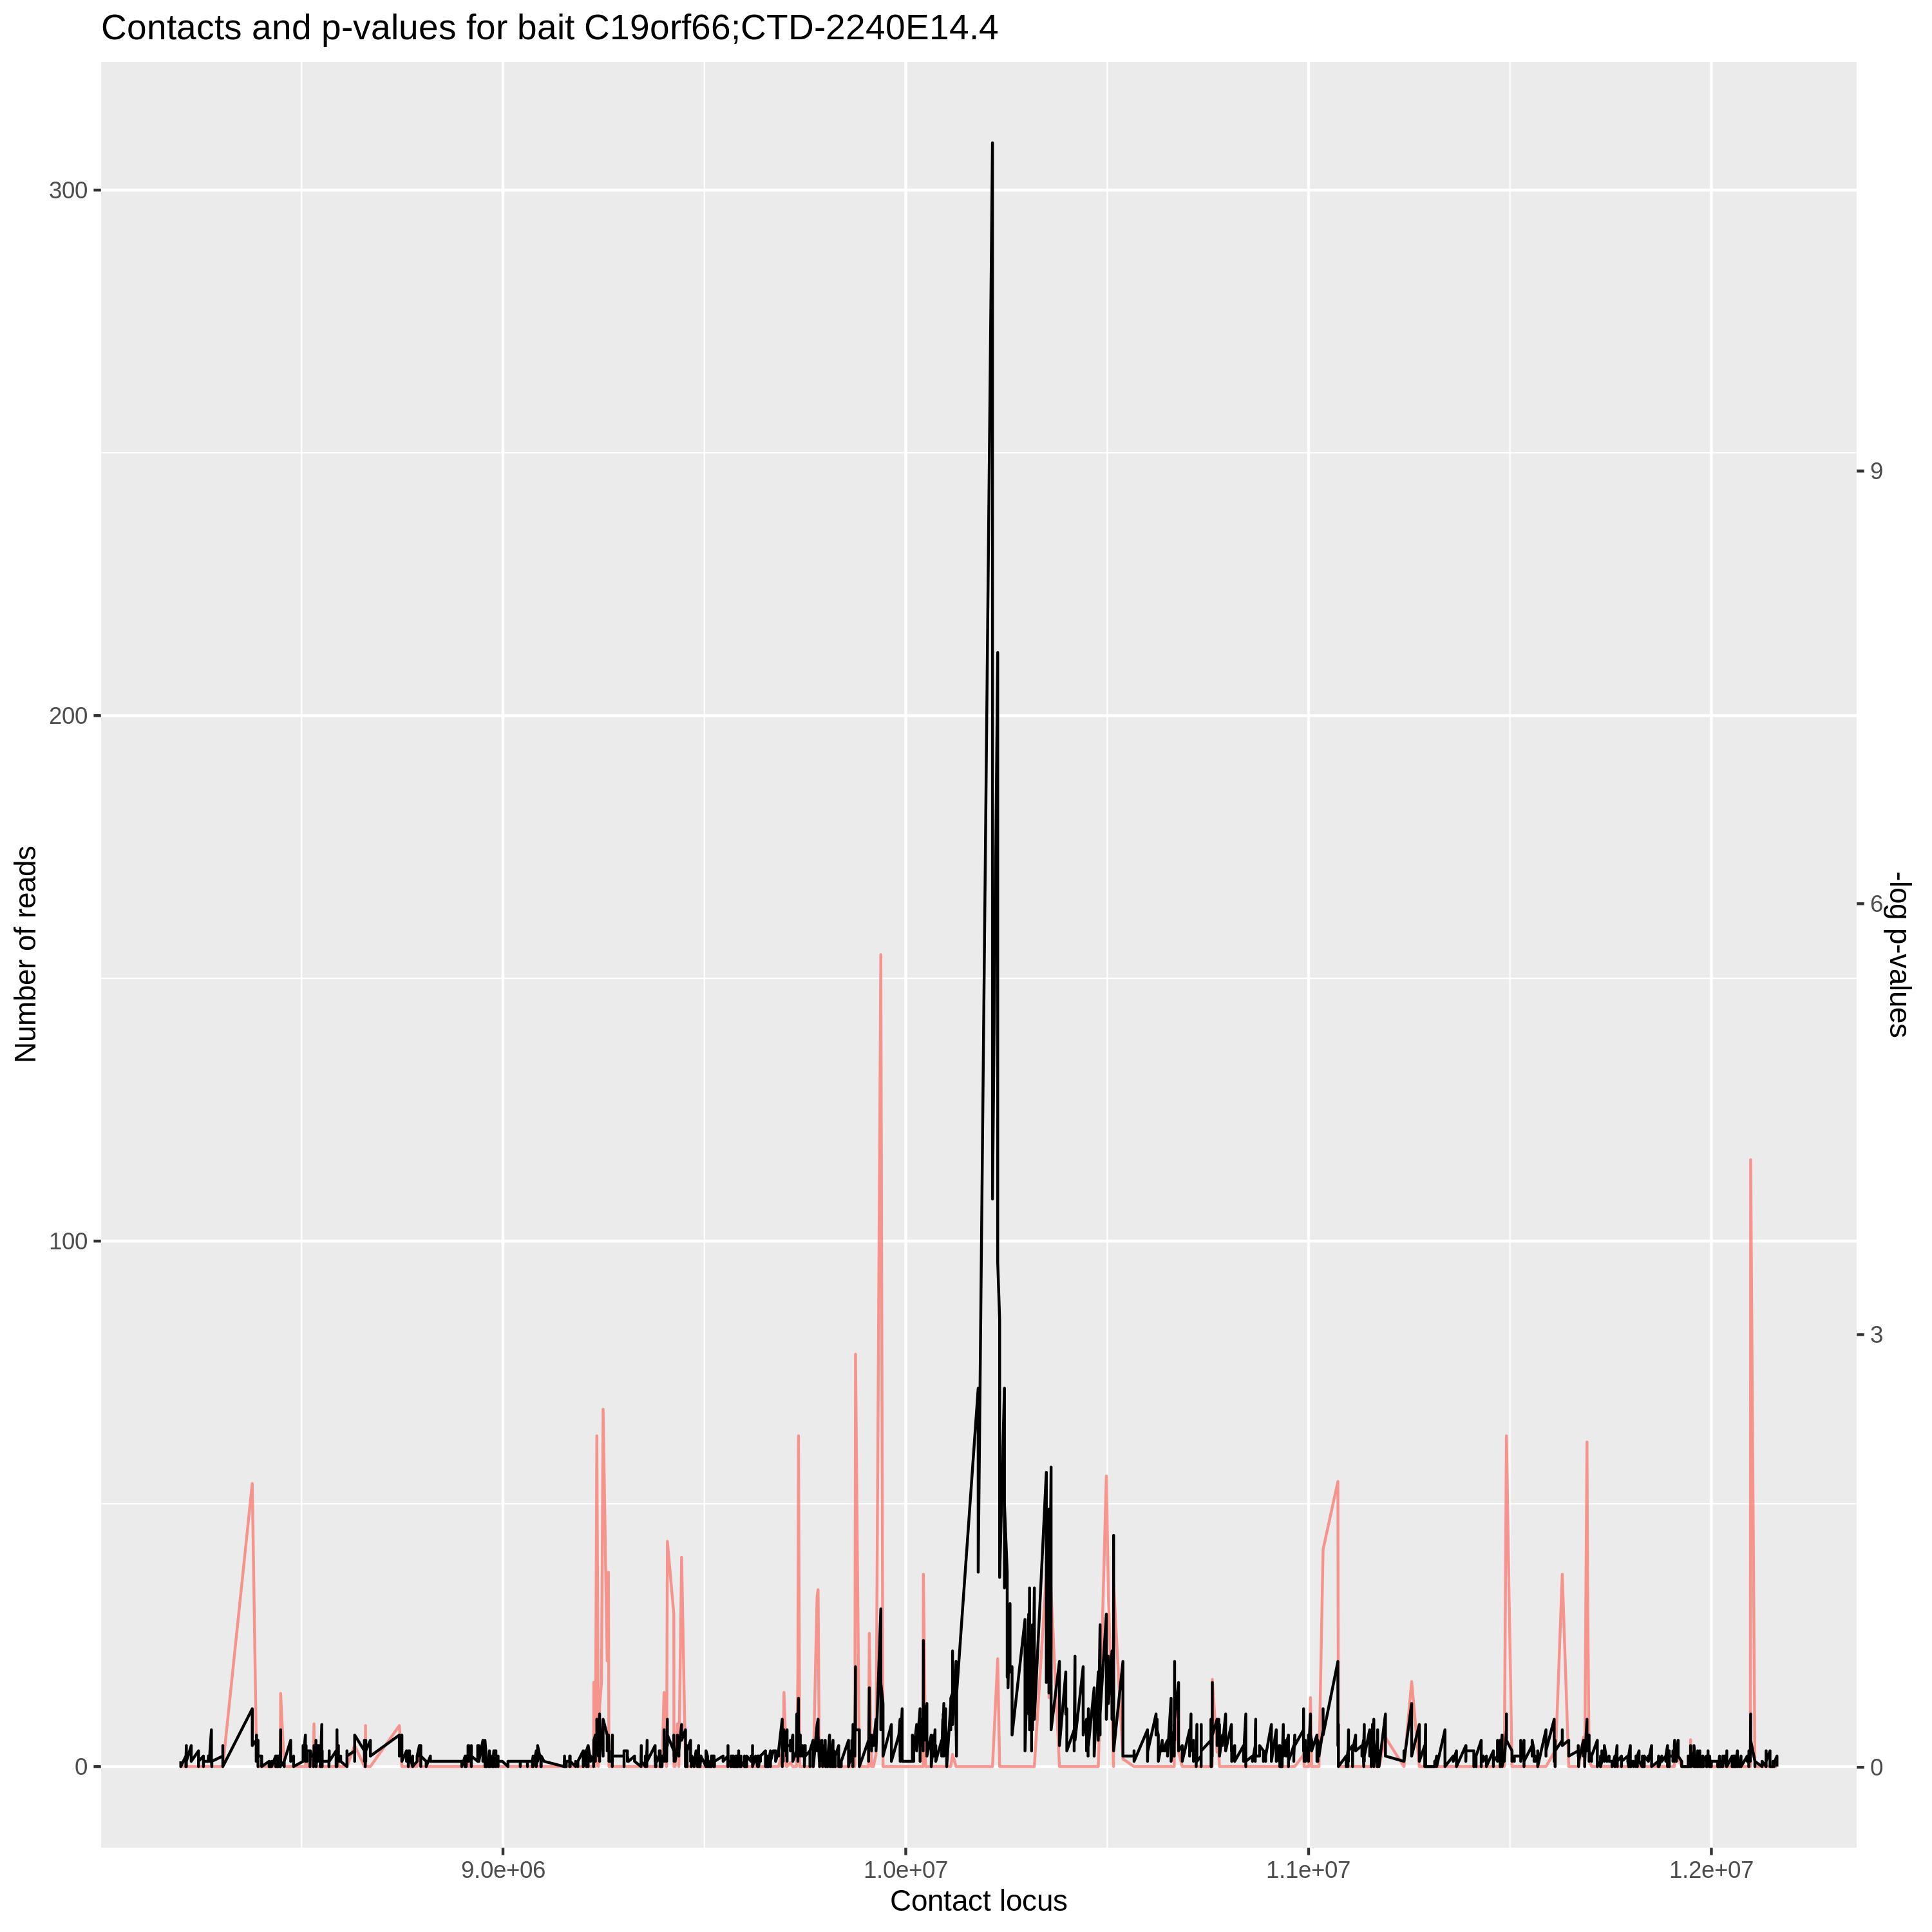 Contacts and p-values for bait C19orf66;CTD-2240E14.4
300
200
100
0
Number of reads
9
6
3
0
-log p-values
9.0e+06
1.0e+07
1.1e+07
1.2e+07
Contact locus